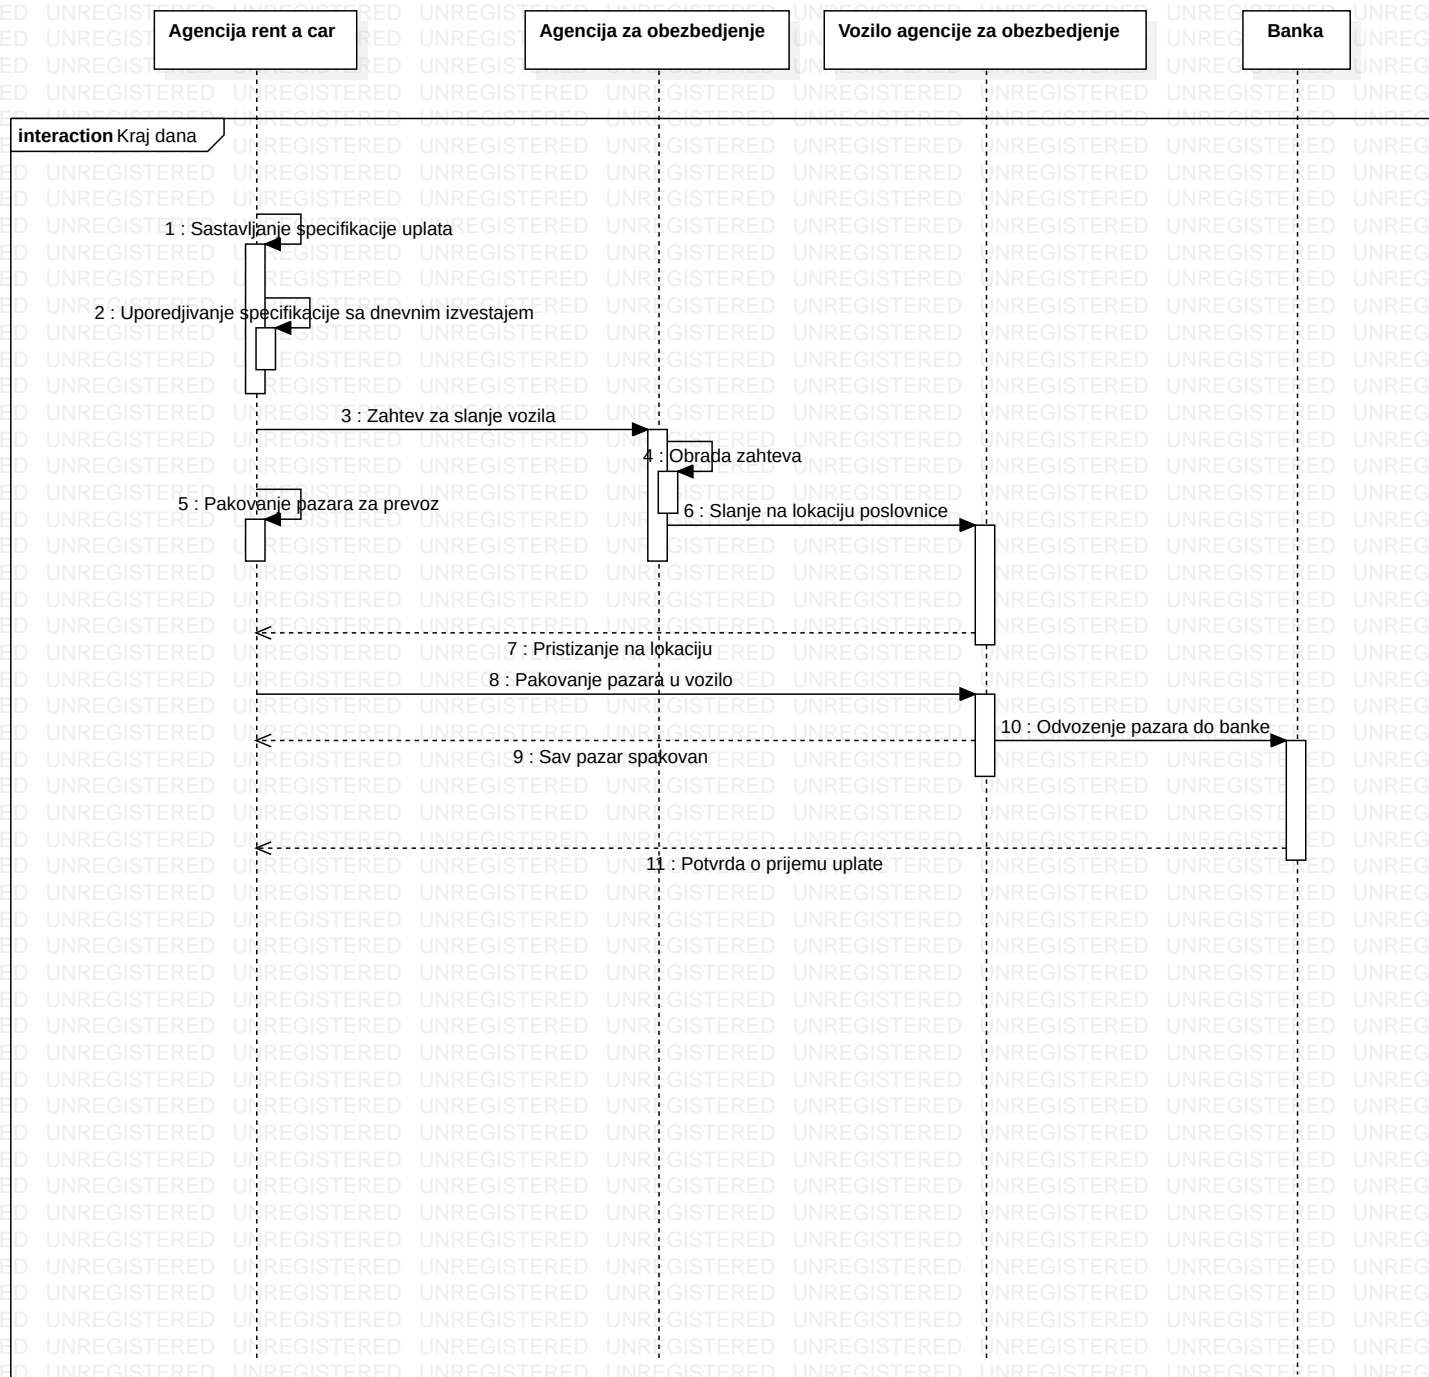 Agencija rent a car
Agencija za obezbedjenje
Vozilo agencije za obezbedjenje
Banka
interaction Kraj dana
1 : Sastavljanje specifikacije uplata
2 : Uporedjivanje specifikacije sa dnevnim izvestajem
3 : Zahtev za slanje vozila
4 : Obrada zahteva
5 : Pakovanje pazara za prevoz
6 : Slanje na lokaciju poslovnice
7 : Pristizanje na lokaciju
8 : Pakovanje pazara u vozilo
10 : Odvozenje pazara do banke
9 : Sav pazar spakovan
11 : Potvrda o prijemu uplate
UNREGISTERED